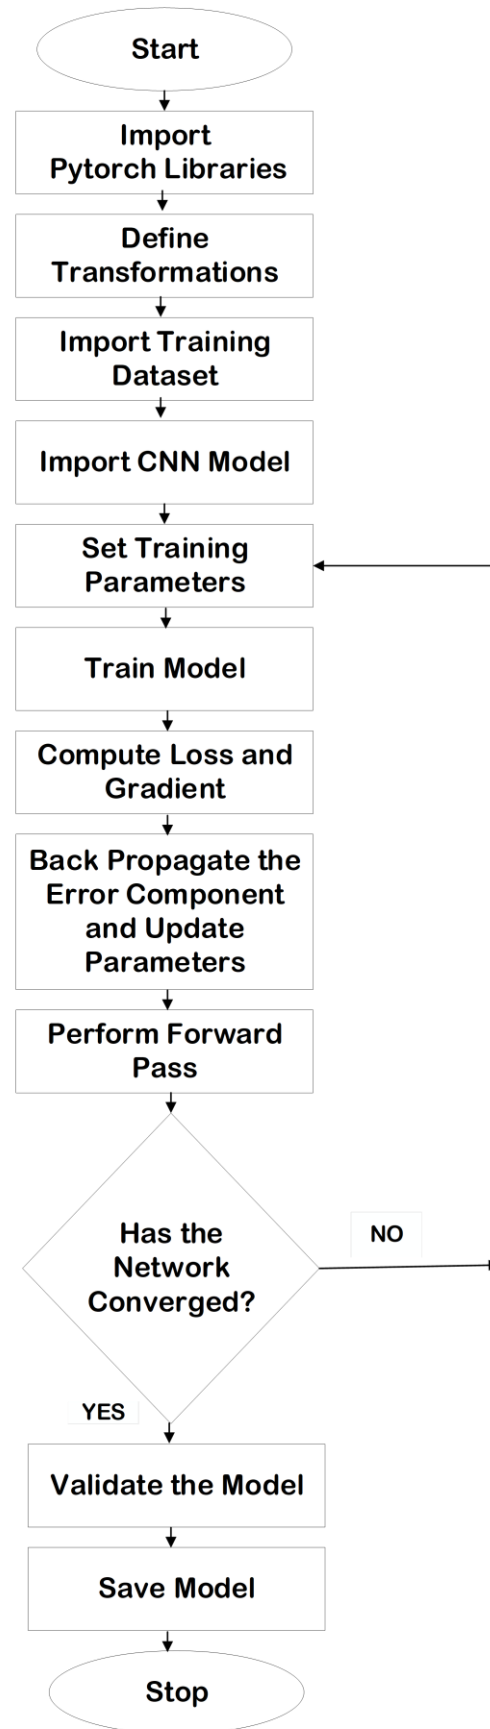 Start
Import
Pytorch Libraries
Define
Transformations
Import Training
Dataset
Import CNN Model
Set Training
Parameters
Train Model
Compute Loss and
Gradient
Back Propagate the
Error Component
and Update
Parameters
Perform Forward
Pass
Has the
Network
Converged?
NO
YES
Validate the Model
Save Model
Stop